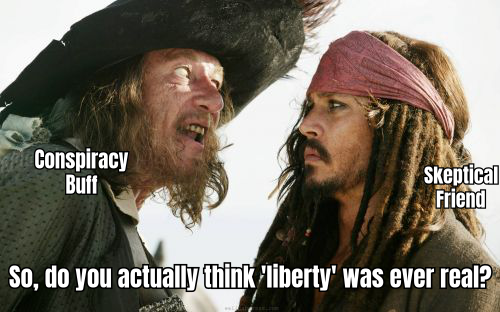 Conspiracy
Buff
Skeptical
Friend
So, do you actually think 'liberty' was ever real?